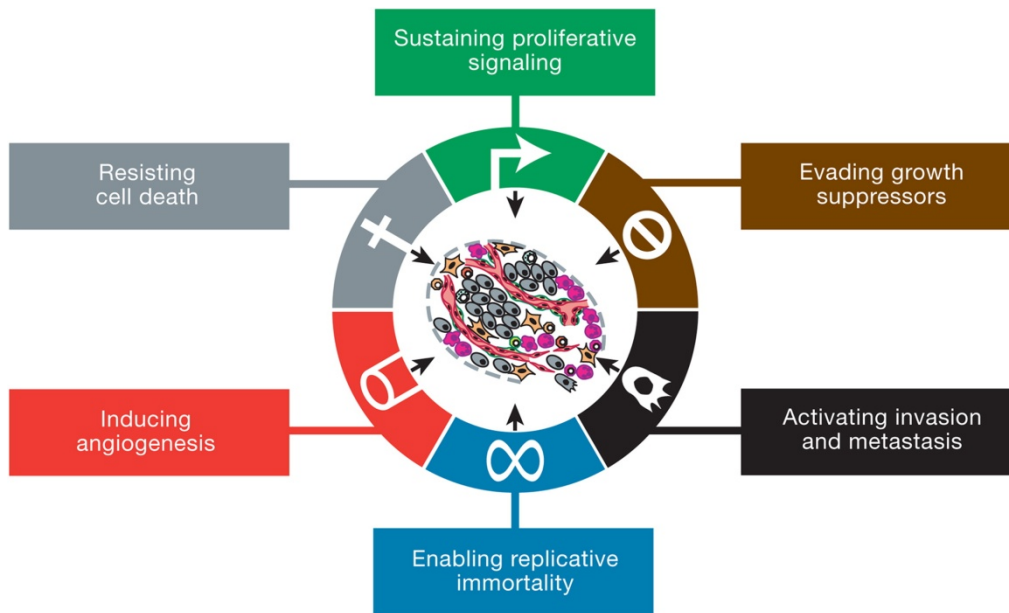 Sustaining proliferative
signaling
Resisting
cell death
Evading growth
suppressors
Inducing
angiogenesis
Activating invasion
and metastasis
Enabling replicative
immortality